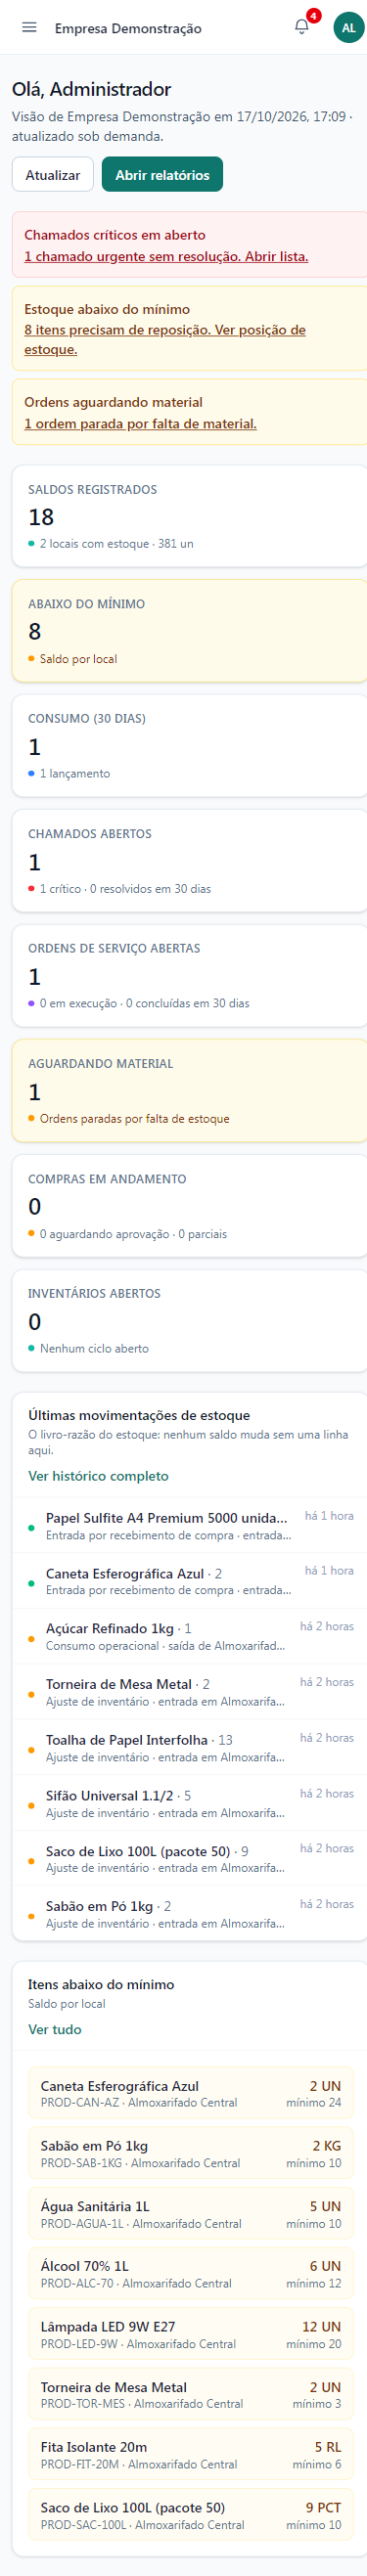 Empresa Demonstração
4
AL
Olá, Administrador
Visão de Empresa Demonstração em 17/10/2026, 17:09 ·
atualizado sob demanda.
Atualizar
Abrir relatórios
Chamados críticos em aberto
1 chamado urgente sem resolução. Abrir lista.
Estoque abaixo do mínimo
8 itens precisam de reposição. Ver posição de
estoque.
Ordens aguardando material
1 ordem parada por falta de material.
SALDOS REGISTRADOS
18
2 locais com estoque · 381 un
ABAIXO DO MÍNIMO
8
Saldo por local
CONSUMO (30 DIAS)
1
1 lançamento
CHAMADOS ABERTOS
1
1 crítico · 0 resolvidos em 30 dias
ORDENS DE SERVIÇO ABERTAS
1
0 em execução · 0 concluídas em 30 dias
AGUARDANDO MATERIAL
1
Ordens paradas por falta de estoque
COMPRAS EM ANDAMENTO
0
0 aguardando aprovação · 0 parciais
INVENTÁRIOS ABERTOS
0
Nenhum ciclo aberto
Últimas movimentações de estoque
O livro-razão do estoque: nenhum saldo muda sem uma linha
aqui.
Ver histórico completo
Papel Sulfite A4 Premium 5000 unida... há 1 hora
Entrada por recebimento de compra · entrada...
Caneta Esferográfica Azul · 2 há 1 hora
Entrada por recebimento de compra · entrada...
Açúcar Refinado 1kg · 1 há 2 horas
Consumo operacional · saída de Almoxarifad...
Torneira de Mesa Metal · 2 há 2 horas
Ajuste de inventário · entrada em Almoxarifa...
Toalha de Papel Interfolha · 13 há 2 horas
Ajuste de inventário · entrada em Almoxarifa...
Sifão Universal 1.1/2 · 5 há 2 horas
Ajuste de inventário · entrada em Almoxarifa...
Saco de Lixo 100L (pacote 50) · 9 há 2 horas
Ajuste de inventário · entrada em Almoxarifa...
Sabão em Pó 1kg · 2 há 2 horas
Ajuste de inventário · entrada em Almoxarifa...
Itens abaixo do mínimo
Saldo por local
Ver tudo
Caneta Esferográfica Azul 2 UN
PROD-CAN-AZ · Almoxarifado Central mínimo 24
Sabão em Pó 1kg 2 KG
PROD-SAB-1KG · Almoxarifado Central mínimo 10
Água Sanitária 1L 5 UN
PROD-AGUA-1L · Almoxarifado Central mínimo 10
Álcool 70% 1L 6 UN
PROD-ALC-70 · Almoxarifado Central mínimo 12
Lâmpada LED 9W E27 12 UN
PROD-LED-9W · Almoxarifado Central mínimo 20
Torneira de Mesa Metal 2 UN
PROD-TOR-MES · Almoxarifado Central mínimo 3
Fita Isolante 20m 5 RL
PROD-FIT-20M · Almoxarifado Central mínimo 6
Saco de Lixo 100L (pacote 50) 9 PCT
PROD-SAC-100L · Almoxarifado Central mínimo 10